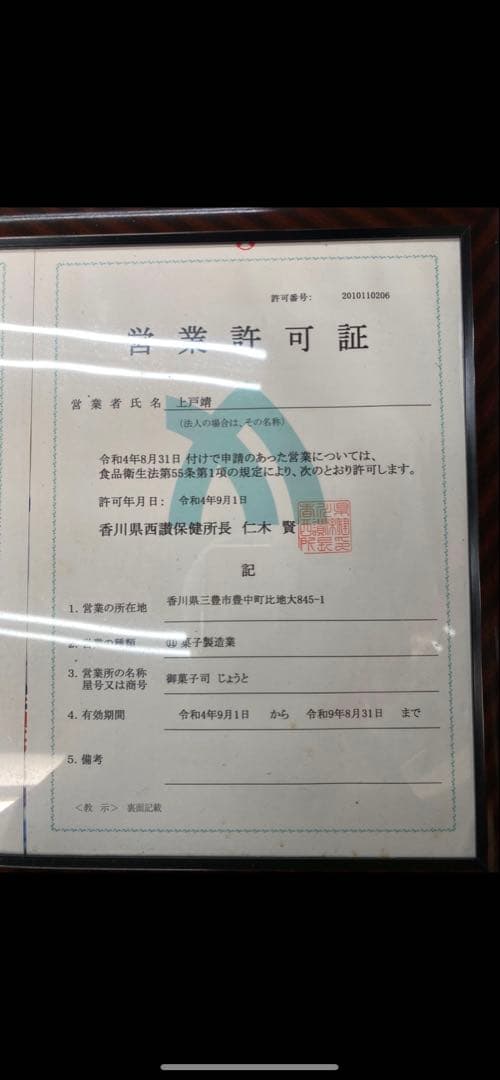 許可番号: 2010110206
営業許可証
営業者氏名 上戸靖
(法人の場合は、その名称)
令和4年8月31日 付けで申請のあった営業については、
食品衛生法第55条第1項の規定により、次のとおり許可します。
許可年月日: 令和4年9月1日
香川県西讃保健所長 仁木 賢
記
1. 営業の所在地 香川県三豊市豊中町比地大845-1
2. 営業の種類 ⑪ 菓子製造業
3. 営業所の名称 御菓子司 じょうと
屋号又は商号
4. 有効期間 令和4年9月1日 から 令和9年8月31日 まで
5. 備考
<教 示> 裏面記載